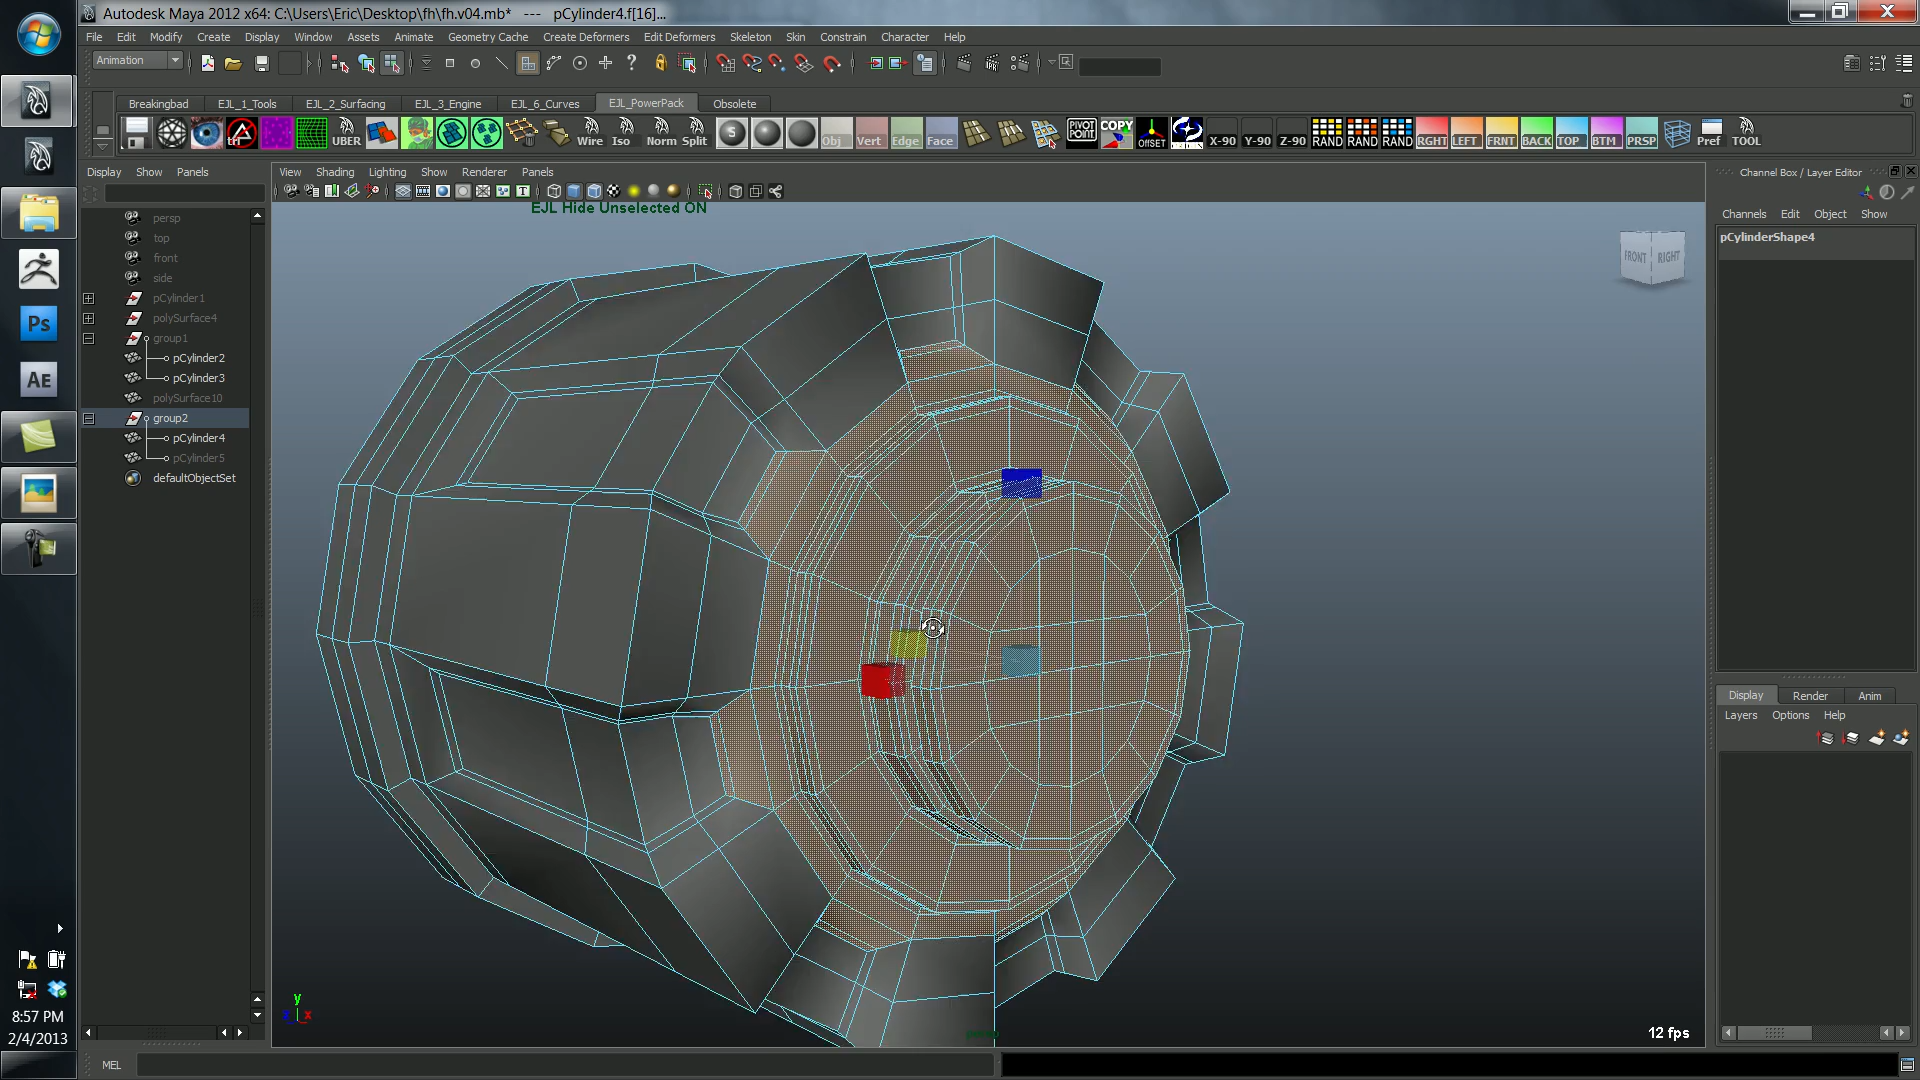 Autodesk Maya 2012 x64: C:\Users\Eric\Desktop\fh\fh.v04.mb*   ---   pCylinder4.f[16]...
File Edit Modify Create Display Window Assets Animate Geometry Cache Create Deformers Edit Deformers Skeleton Skin Constrain Character Help
Animation
Breakingbad EJL_1_Tools EJL_2_Surfacing EJL_3_Engine EJL_6_Curves EJL_PowerPack Obsolete
tri UBER Wire Iso Norm Split S Obj Vert Edge Face PIVOT POINT COPY OffSET X-90 Y-90 Z-90 RAND RAND RAND RGHT LEFT FRNT BACK TOP BTM PRSP Pref TOOL
Display Show Panels
View Shading Lighting Show Renderer Panels
Channel Box / Layer Editor
EJL Hide Unselected ON
Channels Edit Object Show
pCylinderShape4
FRONT RIGHT
persp
top
front
side
pCylinder1
polySurface4
group1
pCylinder2
pCylinder3
polySurface10
group2
pCylinder4
pCylinder5
defaultObjectSet
Ps
AE
Display Render Anim
Layers Options Help
y
z x
8:57 PM
2/4/2013
persp
12 fps
MEL